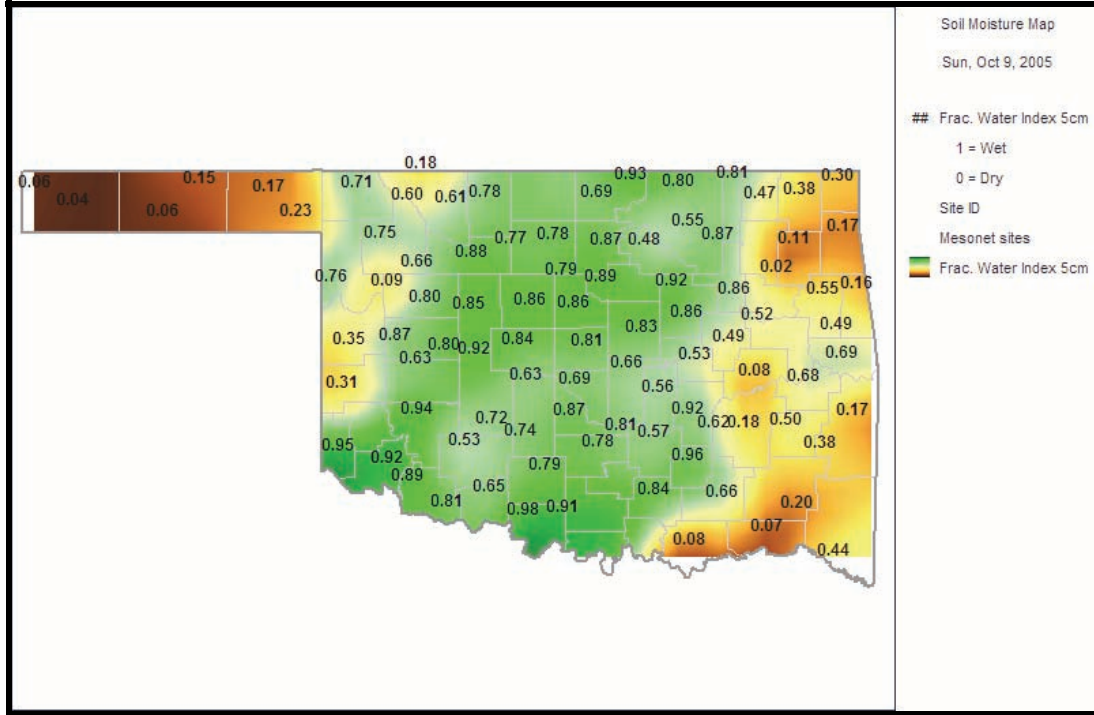 Soil Moisture Map
Sun, Oct 9, 2005
## Frac. Water Index 5cm
1 = Wet
0 = Dry
Site ID
Mesonet sites
Frac. Water Index 5cm
0.18
0.06 0.04 0.15 0.06 0.17 0.23
0.71 0.60 0.61 0.78 0.69 0.93 0.80 0.81 0.47 0.38 0.30
0.75 0.88 0.77 0.78 0.87 0.48 0.55 0.87 0.11 0.17
0.76 0.09 0.66 0.79 0.89 0.92 0.86 0.02 0.55 0.16
0.80 0.85 0.86 0.86 0.86 0.52 0.49
0.35 0.87 0.80 0.92 0.84 0.81 0.83 0.49 0.69
0.63 0.66 0.53
0.31 0.63 0.69 0.56 0.08 0.68
0.94 0.72 0.87 0.92 0.17
0.53 0.74 0.81 0.57 0.62 0.18 0.50
0.95 0.78 0.38
0.92 0.79 0.96
0.89 0.65 0.84 0.66
0.81 0.98 0.91 0.20
0.08 0.07
0.44